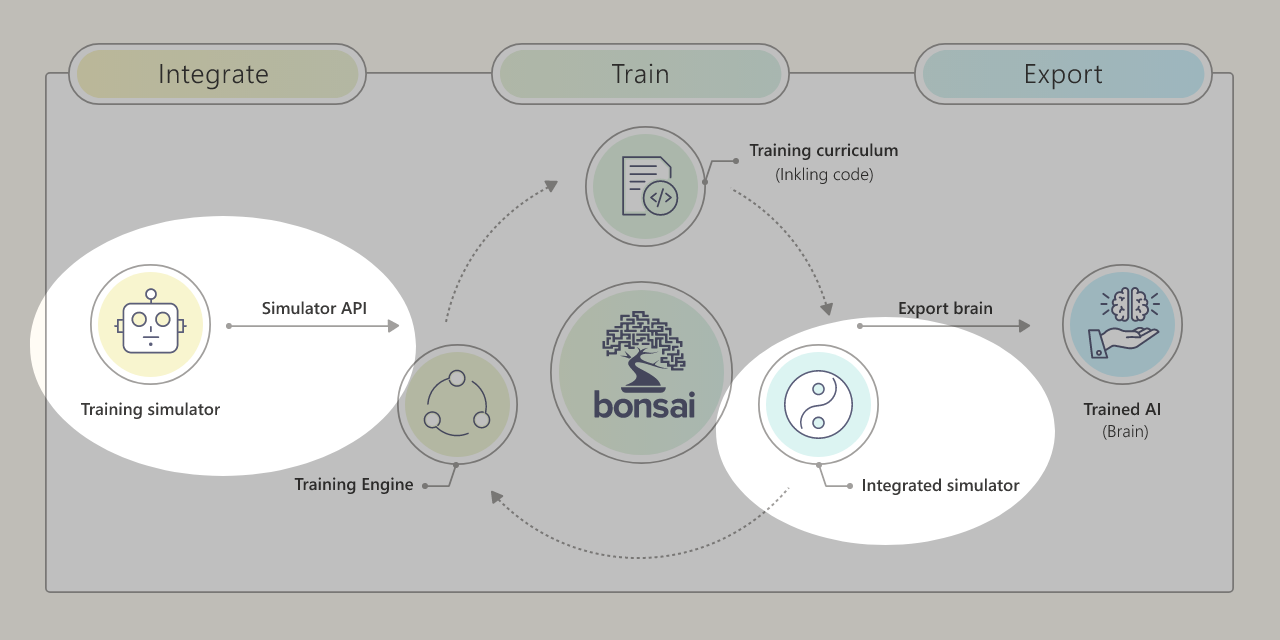 Integrate
Train
Export
Training curriculum
(Inkling code)
</>
Simulator API
Export brain
bonsai
Training simulator
Trained AI
(Brain)
Training Engine
Integrated simulator